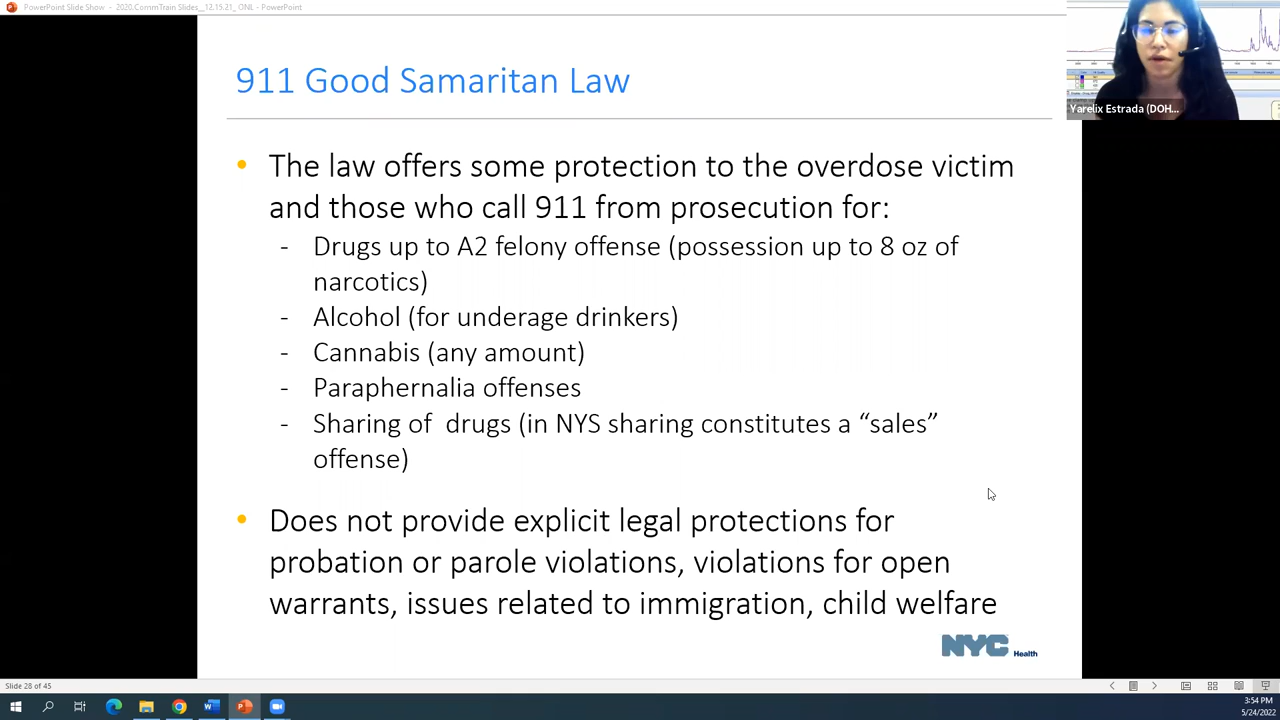 PowerPoint Slide Show - 2020.CommTrain Slides_ 12.15.21_ ONL - PowerPoint
911 Good Samaritan Law
Yarelix Estrada (DOH...
• The law offers some protection to the overdose victim
and those who call 911 from prosecution for:
- Drugs up to A2 felony offense (possession up to 8 oz of
narcotics)
- Alcohol (for underage drinkers)
- Cannabis (any amount)
- Paraphernalia offenses
- Sharing of drugs (in NYS sharing constitutes a “sales”
offense)
• Does not provide explicit legal protections for
probation or parole violations, violations for open
warrants, issues related to immigration, child welfare
NYC Health
Slide 28 of 45
3:54 PM
5/24/2022